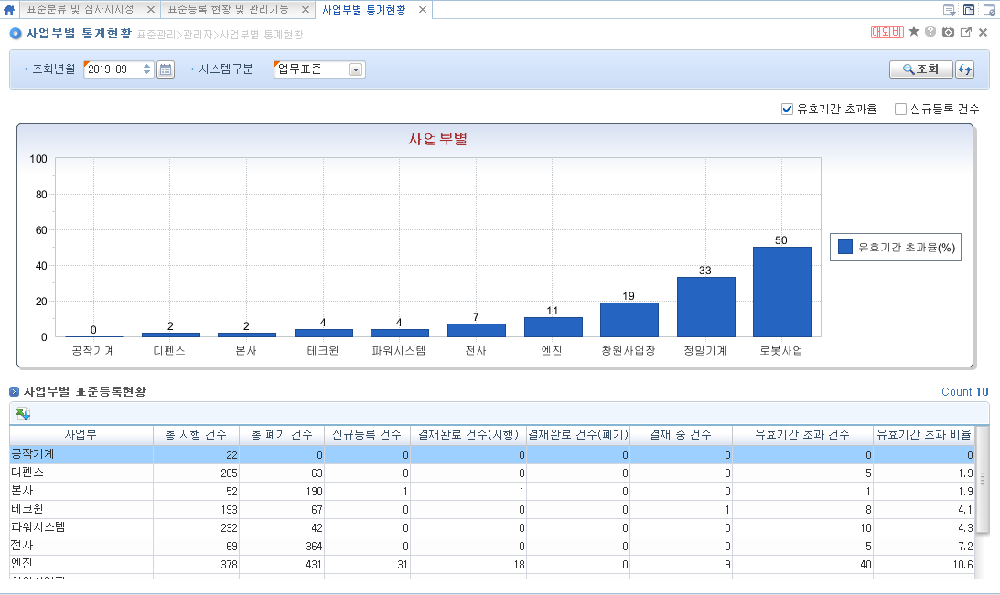 표준분류 및 심사자지정 표준등록 현황 및 관리기능 사업부별 통계현황
사업부별 통계현황 표준관리>관리자>사업부별 통계현황 대외비
조회년월 2019-09 시스템구분 업무표준 조회
유효기간 초과율 신규등록 건수
사업부별
100
80
60
40
20
0
0 2 2 4 4 7 11 19 33 50
공작기계 디펜스 본사 테크윈 파워시스템 전사 엔진 창원사업장 정밀기계 로봇사업
유효기간 초과율(%)
사업부별 표준등록현황 Count 10
사업부 총 시행 건수 총 폐기 건수 신규등록 건수 결재완료 건수(시행) 결재완료 건수(폐기) 결재 중 건수 유효기간 초과 건수 유효기간 초과 비율
공작기계 22 0 0 0 0 0 0 0
디펜스 265 63 0 0 0 0 5 1.9
본사 52 190 1 1 0 0 1 1.9
테크윈 193 67 0 0 0 1 8 4.1
파워시스템 232 42 0 0 0 0 10 4.3
전사 69 364 0 0 0 0 5 7.2
엔진 378 431 31 18 0 9 40 10.6